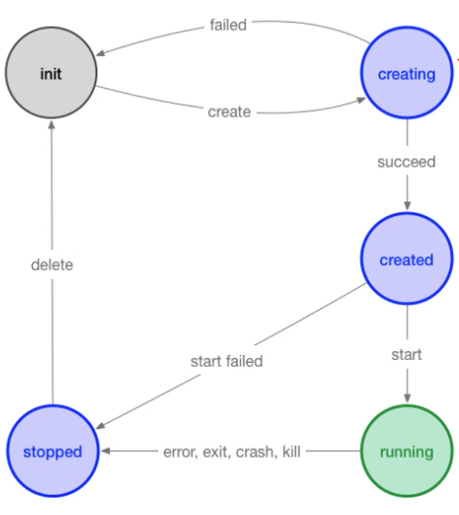 failed
init
creating
create
succeed
created
delete
start
start failed
stopped
error, exit, crash, kill
running